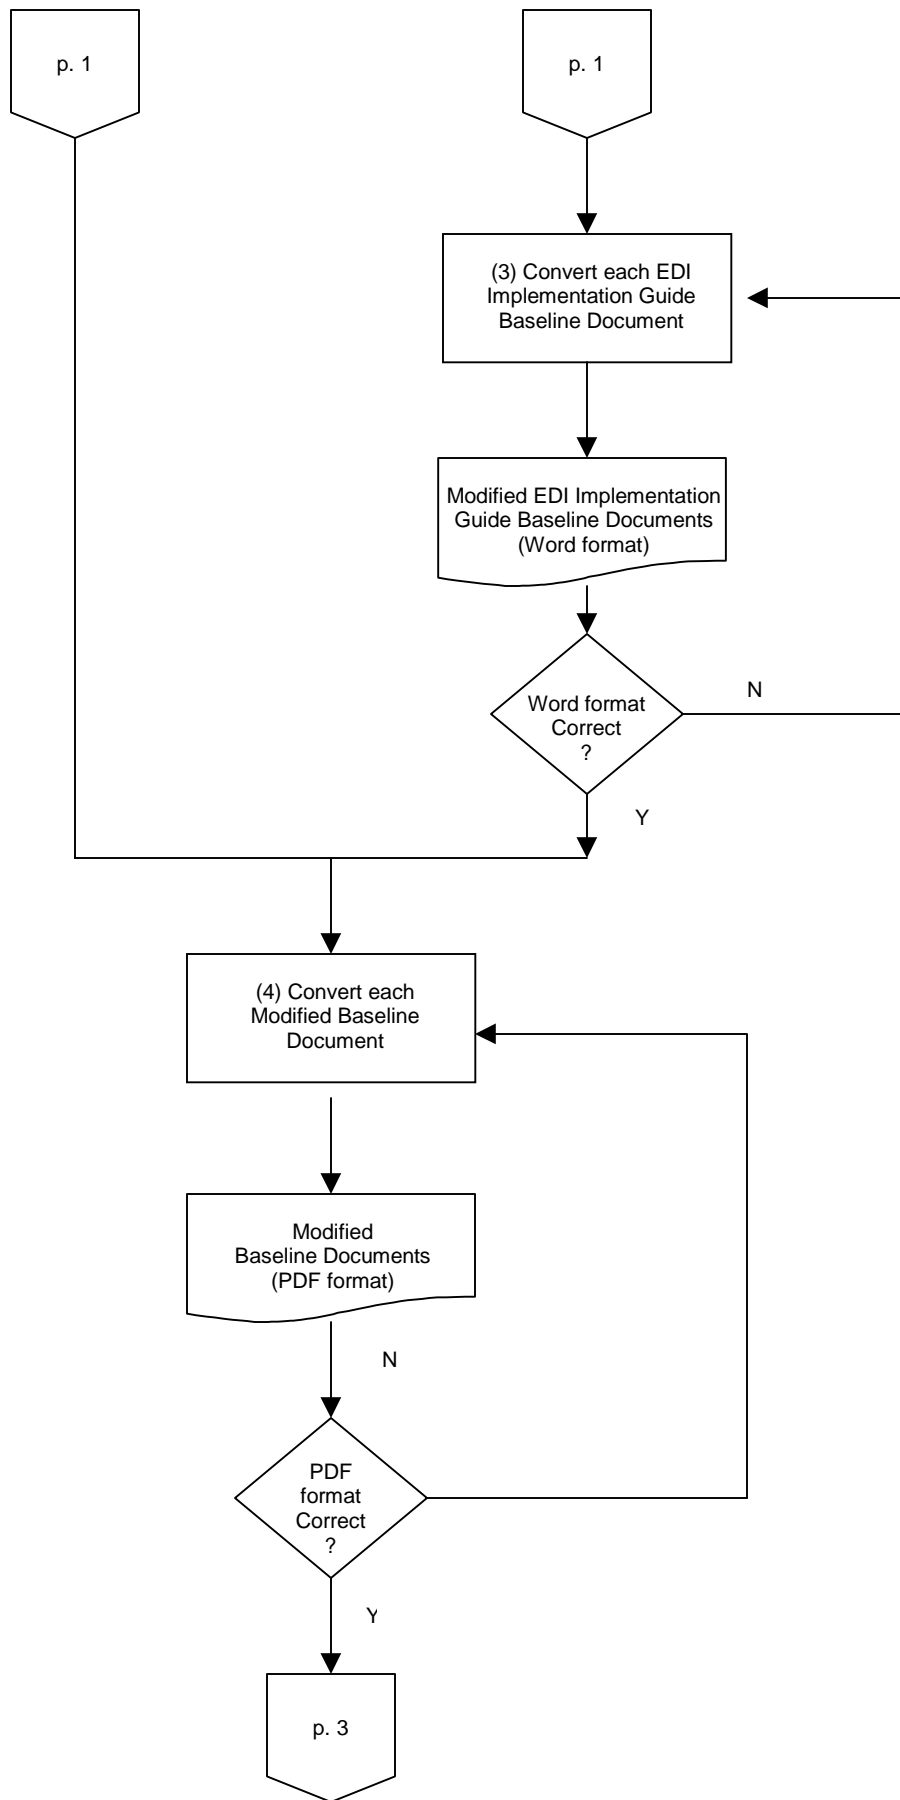 p. 1
p. 1
(3) Convert each EDI
Implementation Guide
Baseline Document
Modified EDI Implementation
Guide Baseline Documents
(Word format)
N
Word format
Correct
?
Y
(4) Convert each
Modified Baseline
Document
Modified
Baseline Documents
(PDF format)
N
PDF
format
Correct
?
Y
p. 3